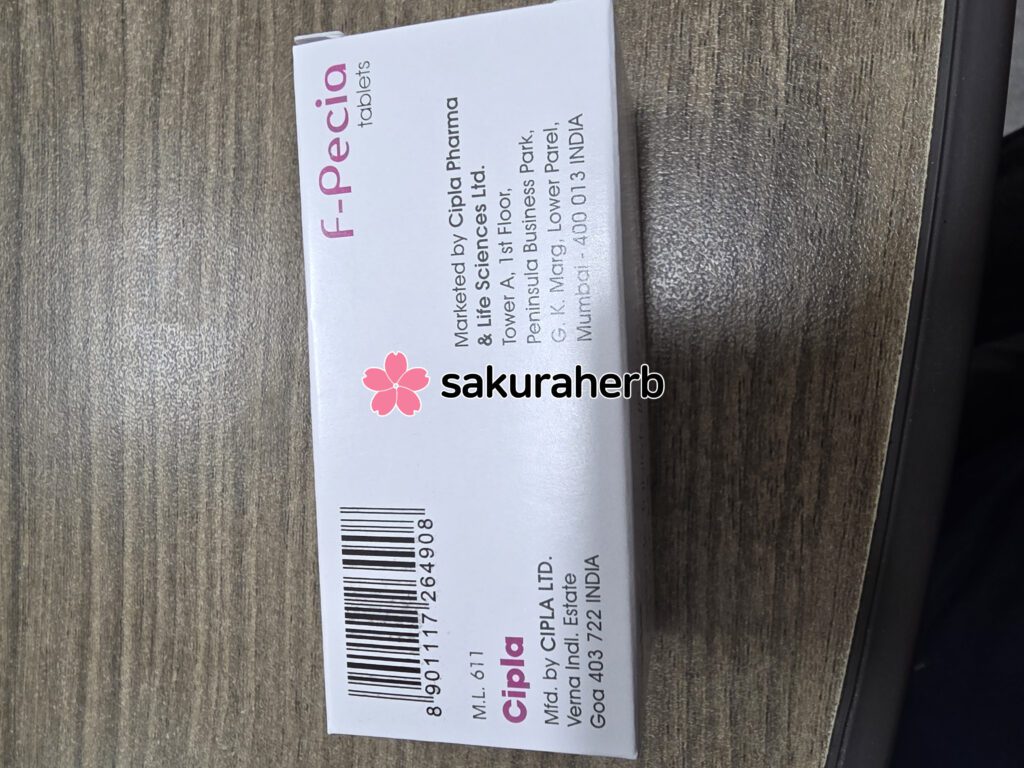 F-Pecia
tablets
Marketed by Cipla Pharma
& Life Sciences Ltd.
Tower A, 1st Floor,
Peninsula Business Park,
G. K. Marg, Lower Parel,
Mumbai - 400 013 INDIA
8 901117 264908
M.L. 611
Cipla
Mfd. by CIPLA LTD.
Verna Indl. Estate
Goa 403 722 INDIA
sakuraherb